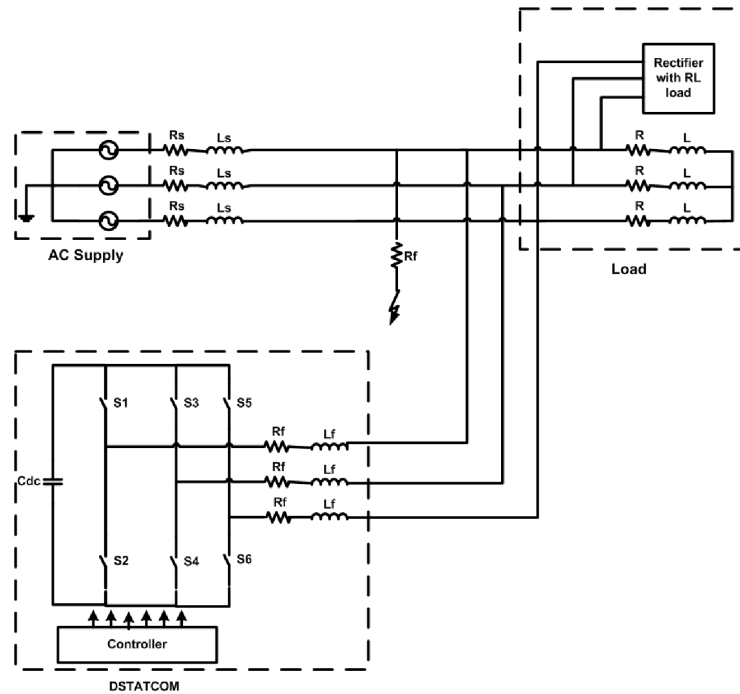 Rectifier
with RL
load
Rs
Ls
R
L
Rs
Ls
R
L
Rs
Ls
R
L
AC Supply
Rf
Load
S1
S3
S5
Rf
Lf
Cdc
Rf
Lf
Rf
Lf
S2
S4
S6
Controller
DSTATCOM